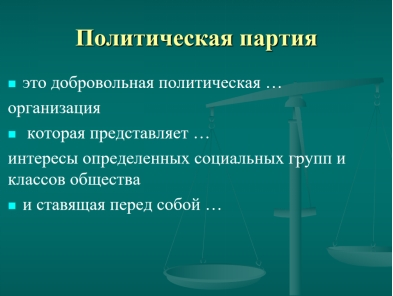 Политическая партия
это добровольная политическая …
организация
которая представляет …
интересы определенных социальных групп и
классов общества
и ставящая перед собой …